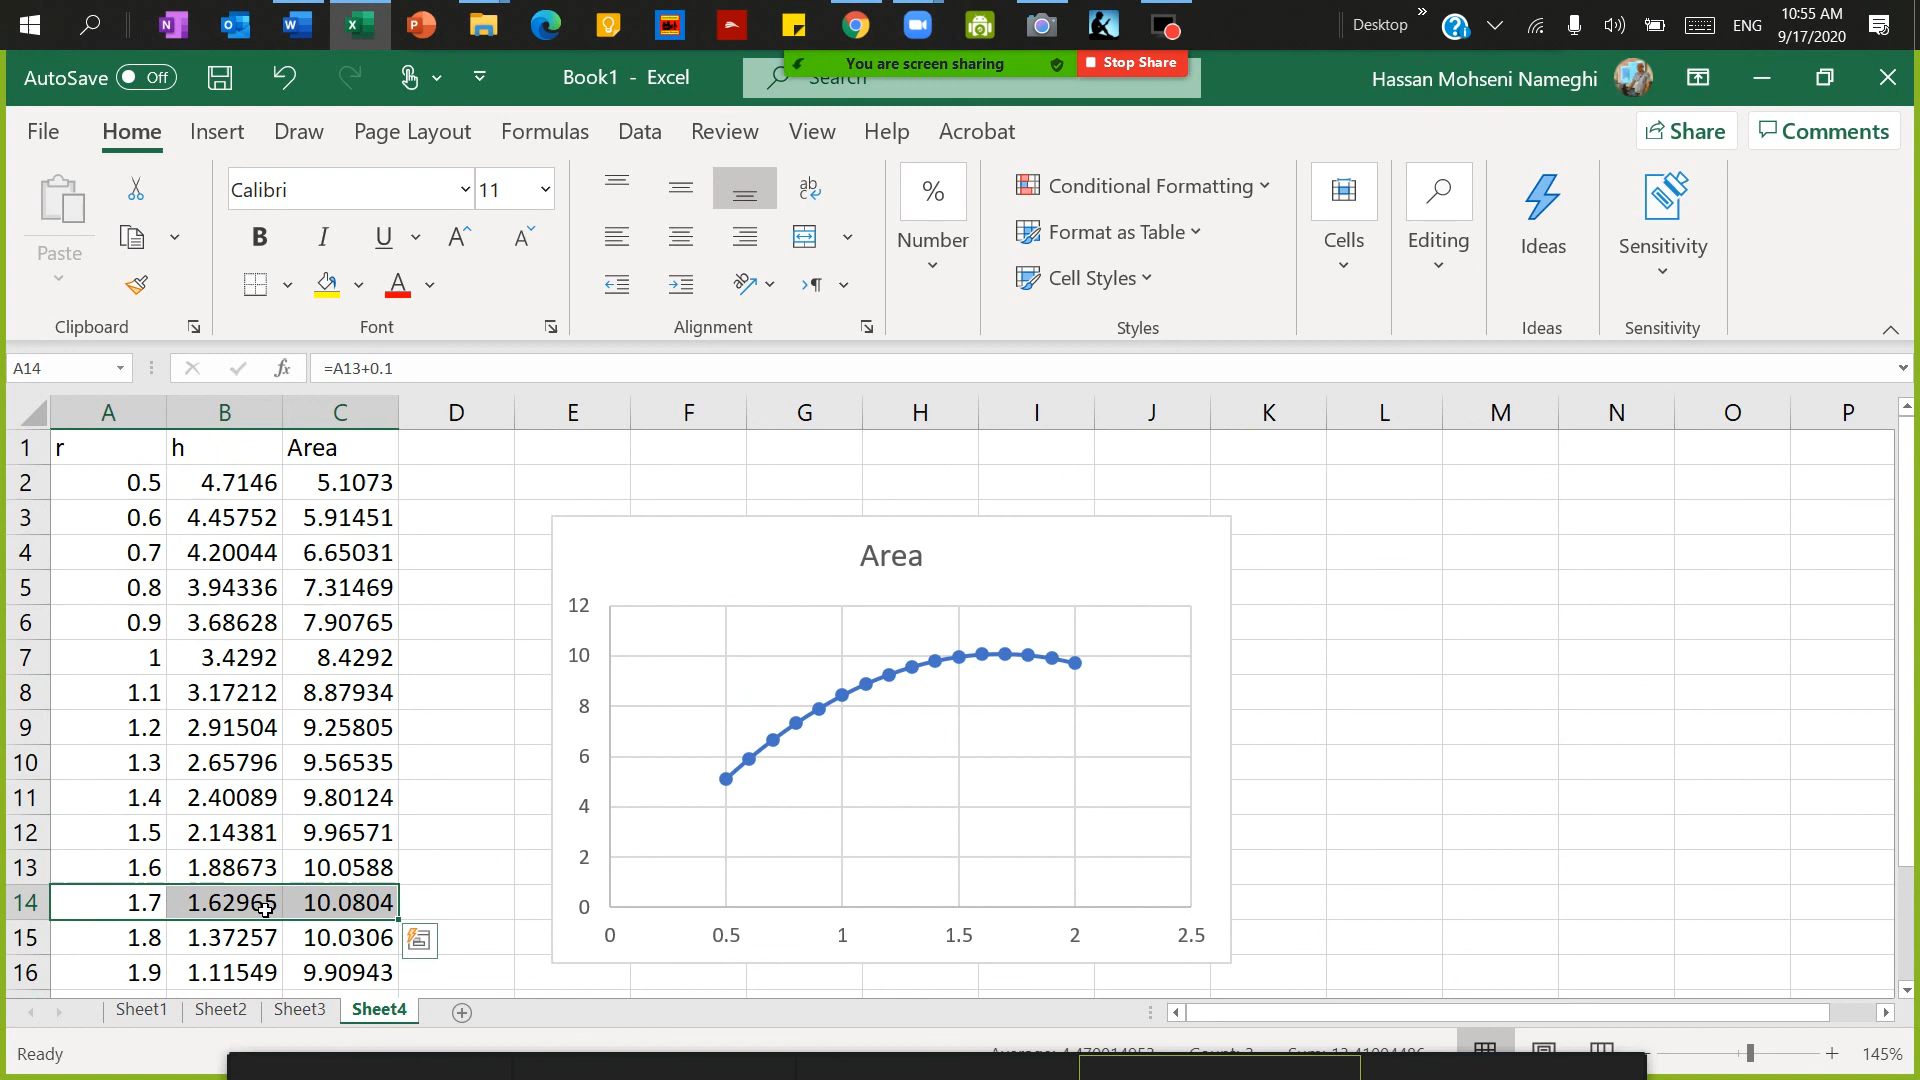 Desktop
ENG
10:55 AM
9/17/2020
You are screen sharing
Stop Share
AutoSave
Off
Book1 - Excel
Search
Hassan Mohseni Nameghi
File
Home
Insert
Draw
Page Layout
Formulas
Data
Review
View
Help
Acrobat
Share
Comments
Paste
Calibri
11
Number
Conditional Formatting
Format as Table
Cell Styles
Cells
Editing
Ideas
Sensitivity
Clipboard
Font
Alignment
Styles
Ideas
Sensitivity
A14
fx
=A13+0.1
A B C D E F G H I J K L M N O P
1 r h Area
2 0.5 4.7146 5.1073
3 0.6 4.45752 5.91451
4 0.7 4.20044 6.65031
5 0.8 3.94336 7.31469
6 0.9 3.68628 7.90765
7 1 3.4292 8.4292
8 1.1 3.17212 8.87934
9 1.2 2.91504 9.25805
10 1.3 2.65796 9.56535
11 1.4 2.40089 9.80124
12 1.5 2.14381 9.96571
13 1.6 1.88673 10.0588
14 1.7 1.62965 10.0804
15 1.8 1.37257 10.0306
16 1.9 1.11549 9.90943
Area
12
10
8
6
4
2
0
0 0.5 1 1.5 2 2.5
Sheet1
Sheet2
Sheet3
Sheet4
Ready
145%